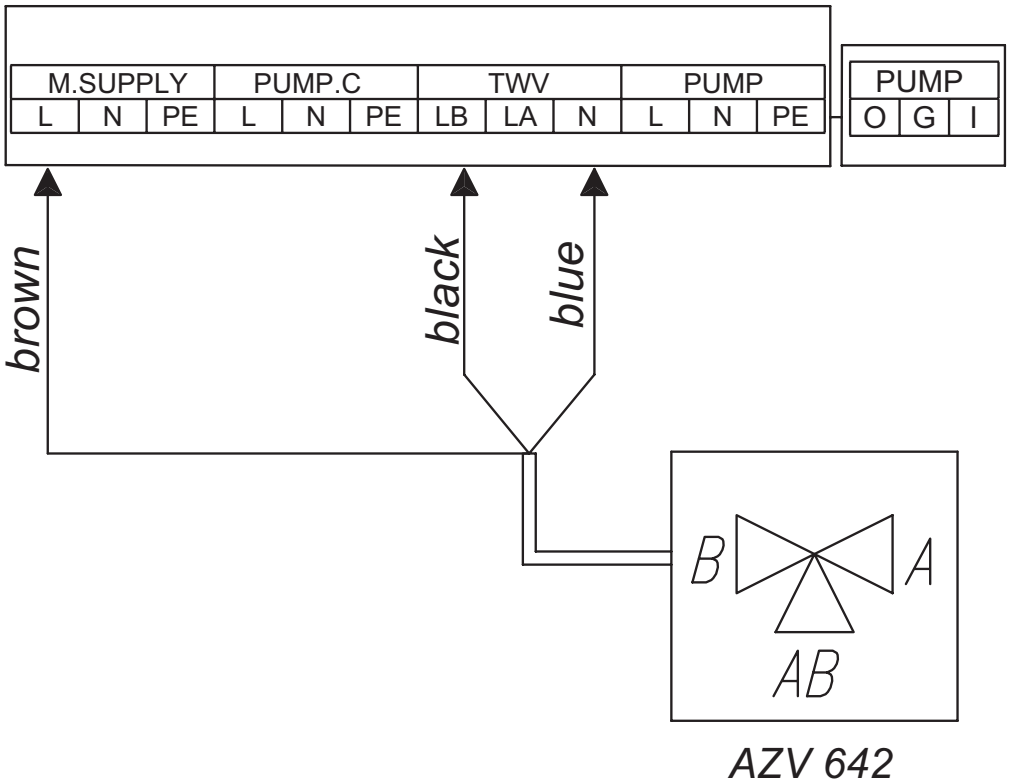 M.SUPPLY PUMP.C TWV PUMP PUMP
L N PE L N PE LB LA N L N PE O G I
brown
black
blue
B A
AB
AZV 642